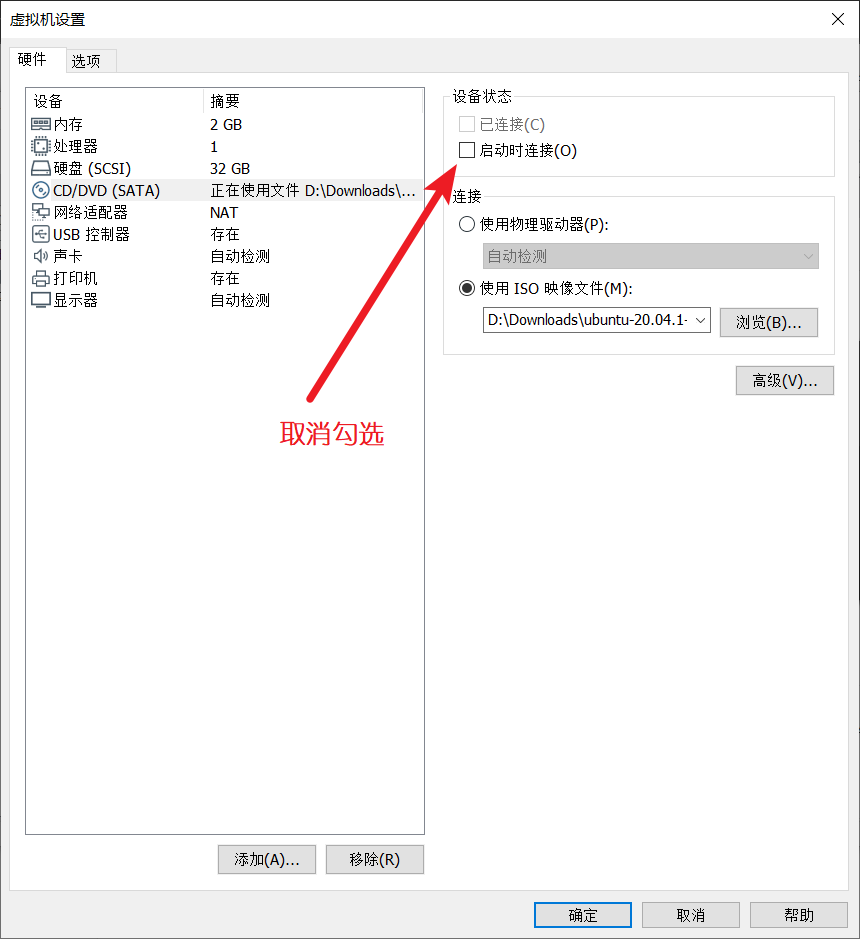 虚拟机设置
硬件 选项
设备 摘要
内存 2 GB
处理器 1
硬盘 (SCSI) 32 GB
CD/DVD (SATA) 正在使用文件 D:\Downloads\...
网络适配器 NAT
USB 控制器 存在
声卡 自动检测
打印机 存在
显示器 自动检测
取消勾选
添加(A)... 移除(R)
设备状态
已连接(C)
启动时连接(O)
连接
使用物理驱动器(P):
自动检测
使用 ISO 映像文件(M):
D:\Downloads\ubuntu-20.04.1- 浏览(B)...
高级(V)...
确定 取消 帮助